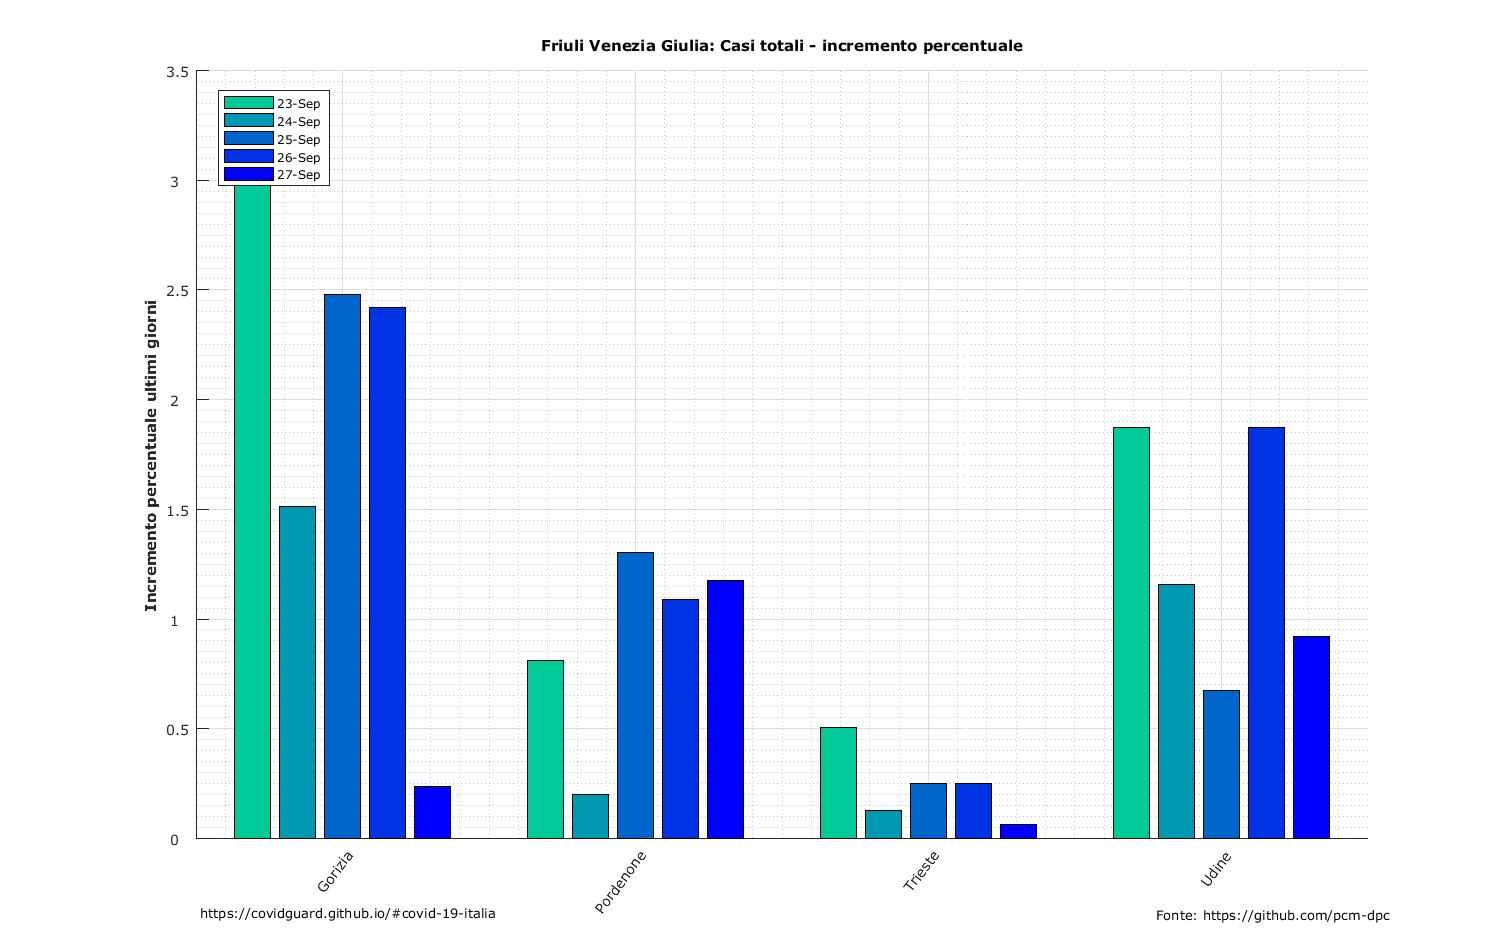 Friuli Venezia Giulia: Casi totali - incremento percentuale
3.5
3
2.5
2
1.5
1
0.5
0
Incremento percentuale ultimi giorni
23-Sep
24-Sep
25-Sep
26-Sep
27-Sep
Gorizia
Pordenone
Trieste
Udine
https://covidguard.github.io/#covid-19-italia
Fonte: https://github.com/pcm-dpc